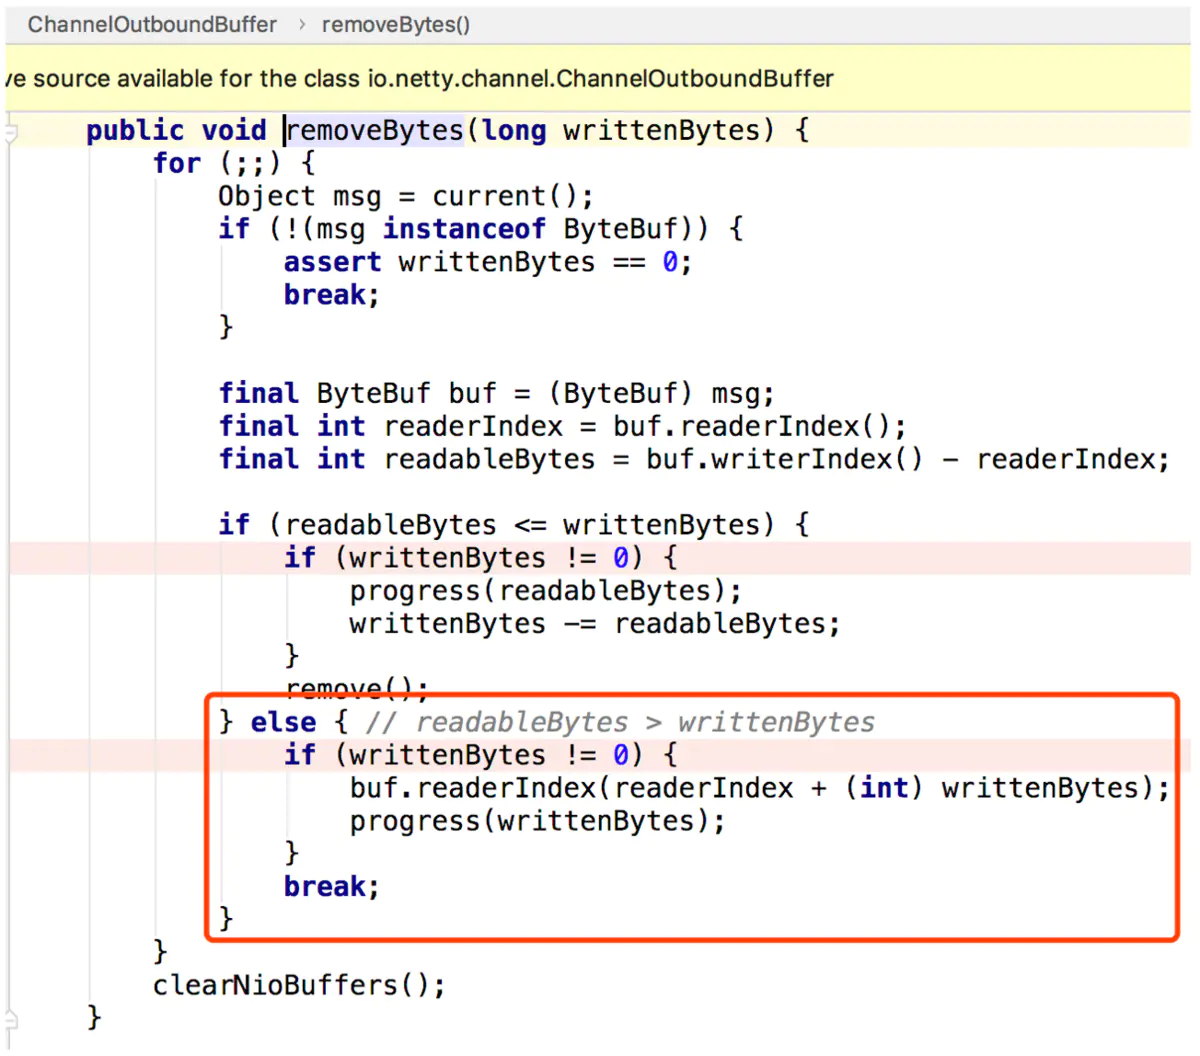 ChannelOutboundBuffer › removeBytes()
ve source available for the class io.netty.channel.ChannelOutboundBuffer
public void removeBytes(long writtenBytes) {
for (;;) {
Object msg = current();
if (!(msg instanceof ByteBuf)) {
assert writtenBytes == 0;
break;
}
final ByteBuf buf = (ByteBuf) msg;
final int readerIndex = buf.readerIndex();
final int readableBytes = buf.writerIndex() - readerIndex;
if (readableBytes <= writtenBytes) {
if (writtenBytes != 0) {
progress(readableBytes);
writtenBytes -= readableBytes;
}
remove();
} else { // readableBytes > writtenBytes
if (writtenBytes != 0) {
buf.readerIndex(readerIndex + (int) writtenBytes);
progress(writtenBytes);
}
break;
}
}
clearNioBuffers();
}